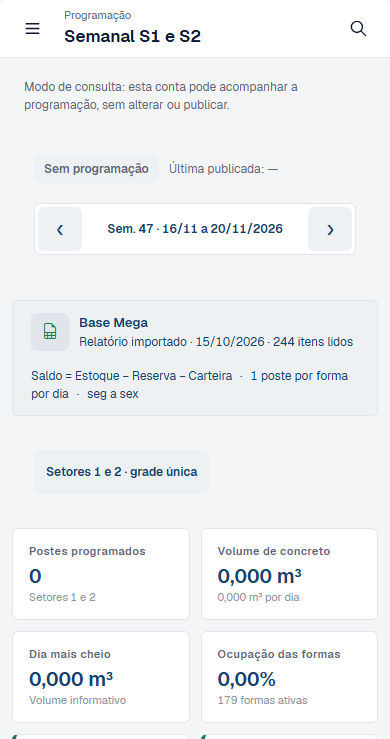 Programação
Semanal S1 e S2
Modo de consulta: esta conta pode acompanhar a
programação, sem alterar ou publicar.
Sem programação Última publicada: —
‹ Sem. 47 · 16/11 a 20/11/2026 ›
Base Mega
Relatório importado · 15/10/2026 · 244 itens lidos
Saldo = Estoque – Reserva – Carteira · 1 poste por forma
por dia · seg a sex
Setores 1 e 2 · grade única
Postes programados
0
Setores 1 e 2
Volume de concreto
0,000 m³
0,000 m³ por dia
Dia mais cheio
0,000 m³
Volume informativo
Ocupação das formas
0,00%
179 formas ativas